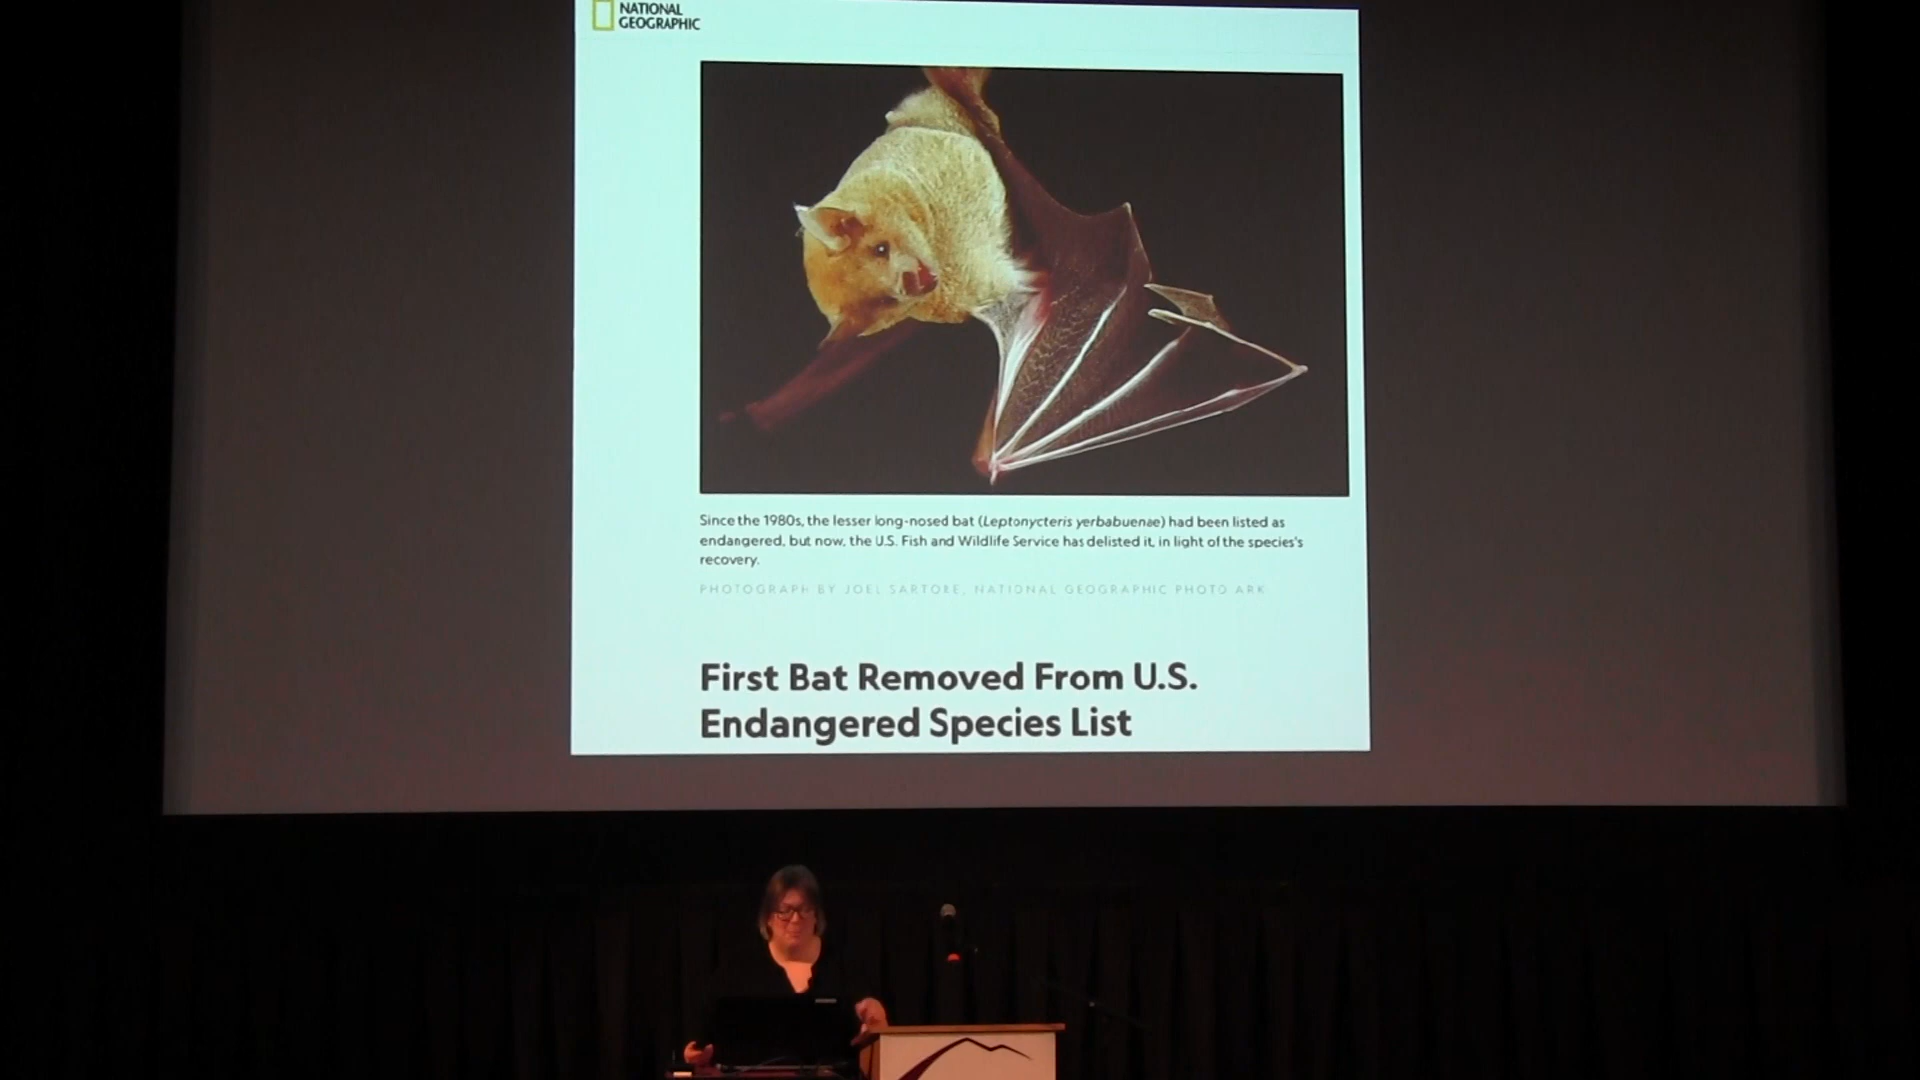 NATIONAL
GEOGRAPHIC
Since the 1980s, the lesser long-nosed bat (Leptonycteris yerbabuenae) had been listed as
endangered, but now, the U.S. Fish and Wildlife Service has delisted it, in light of the species's
recovery.
PHOTOGRAPH BY JOEL SARTORE, NATIONAL GEOGRAPHIC PHOTO ARK
First Bat Removed From U.S.
Endangered Species List